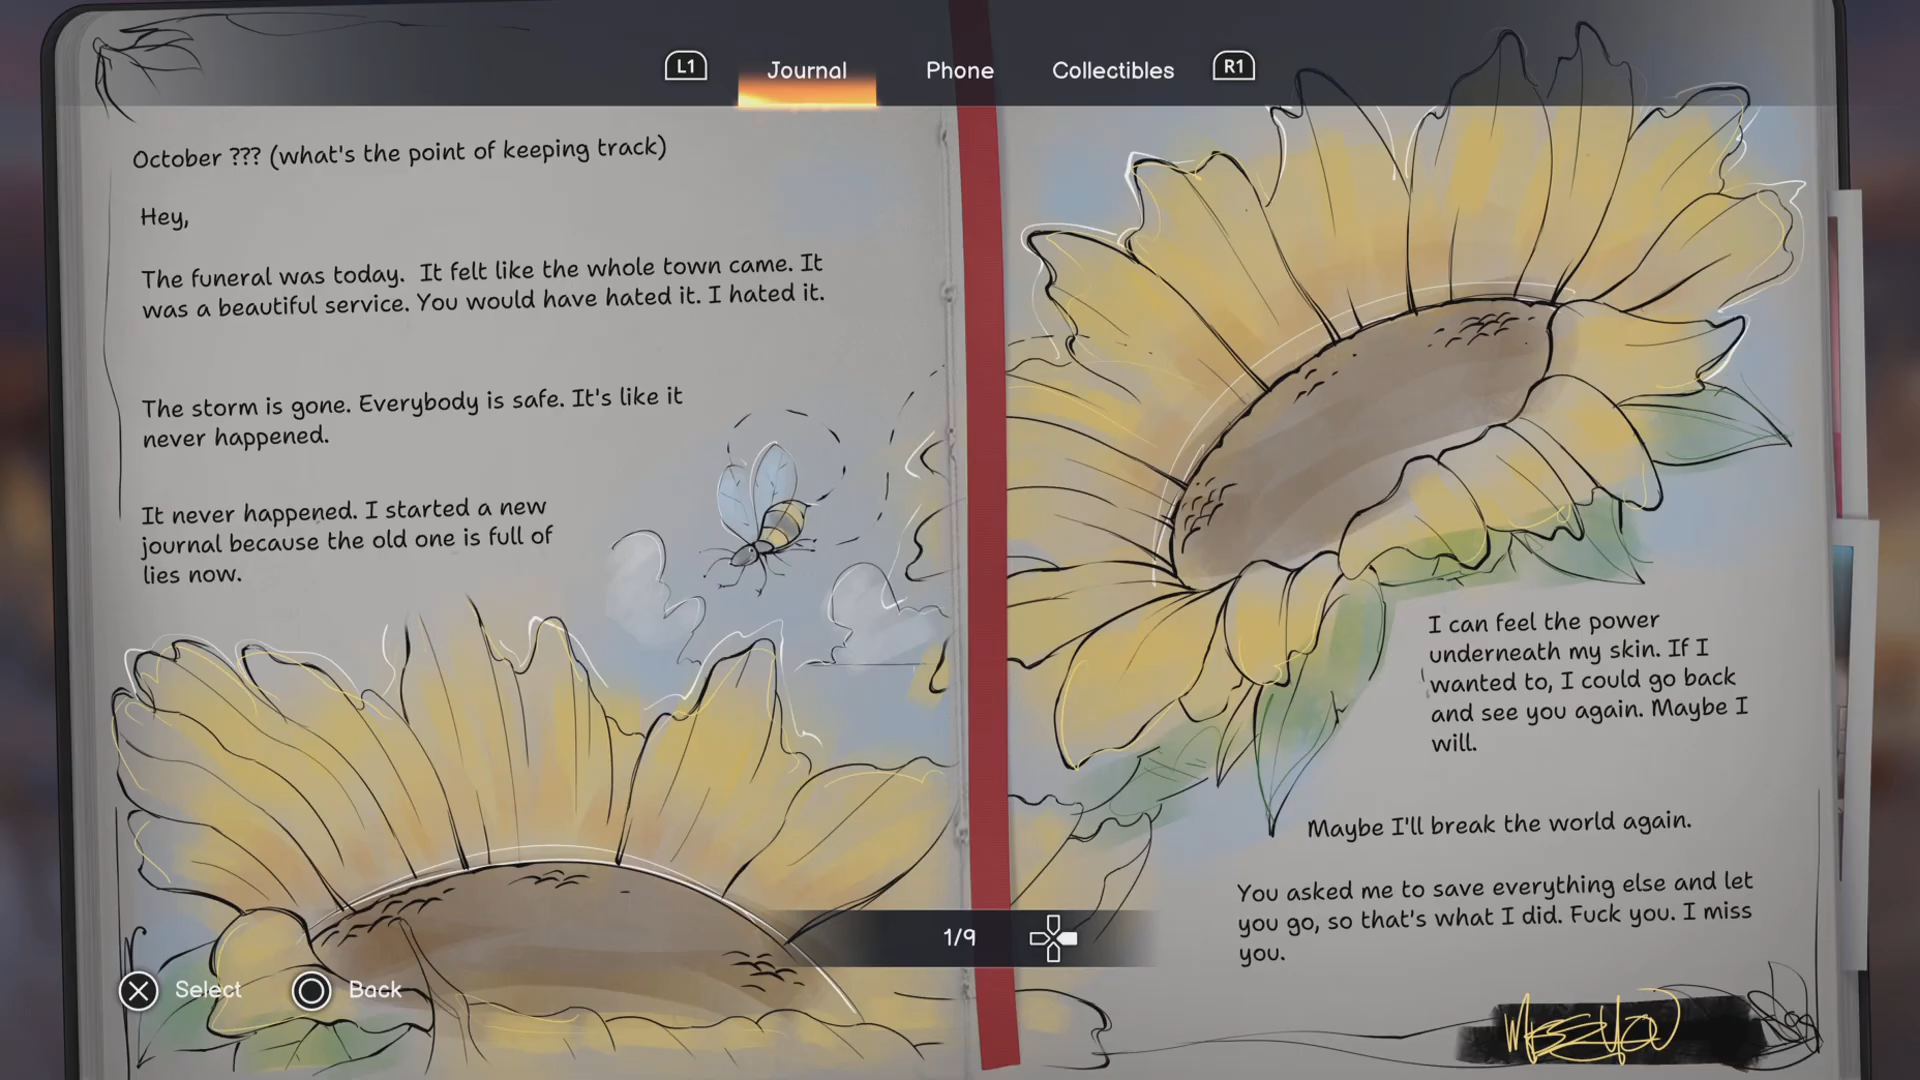 L1
Journal
Phone
Collectibles
R1
October ??? (what's the point of keeping track)
Hey,
The funeral was today. It felt like the whole town came. It
was a beautiful service. You would have hated it. I hated it.
The storm is gone. Everybody is safe. It's like it
never happened.
It never happened. I started a new
journal because the old one is full of
lies now.
I can feel the power
underneath my skin. If I
wanted to, I could go back
and see you again. Maybe I
will.
Maybe I'll break the world again.
You asked me to save everything else and let
you go, so that's what I did. Fuck you. I miss
you.
1/9
Select
Back